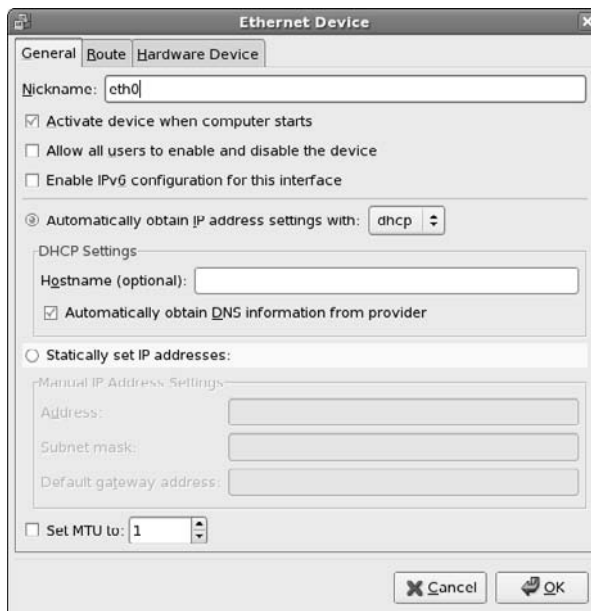 Ethernet Device
General Route Hardware Device
Nickname: eth0
Activate device when computer starts
Allow all users to enable and disable the device
Enable IPv6 configuration for this interface
Automatically obtain IP address settings with: dhcp
DHCP Settings
Hostname (optional):
Automatically obtain DNS information from provider
Statically set IP addresses:
Manual IP Address Settings
Address:
Subnet mask:
Default gateway address:
Set MTU to: 1
Cancel OK